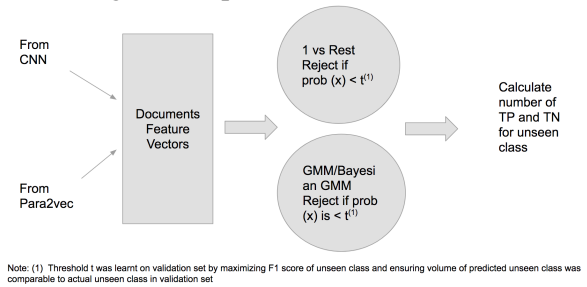 From
CNN
From
Para2vec
Documents
Feature
Vectors
1 vs Rest
Reject if
prob (x) < t(1)
GMM/Bayesi
an GMM
Reject if prob
(x) is < t(1)
Calculate
number of
TP and TN
for unseen
class
Note: (1) Threshold t was learnt on validation set by maximizing F1 score of unseen class and ensuring volume of predicted unseen class was
comparable to actual unseen class in validation set